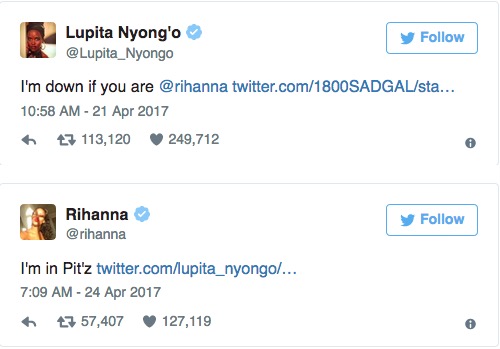 Lupita Nyong'o
Follow
@Lupita_Nyongo
I'm down if you are @rihanna twitter.com/1800SADGAL/sta…
10:58 AM - 21 Apr 2017
113,120 249,712
Rihanna
Follow
@rihanna
I'm in Pit'z twitter.com/lupita_nyongo/…
7:09 AM - 24 Apr 2017
57,407 127,119